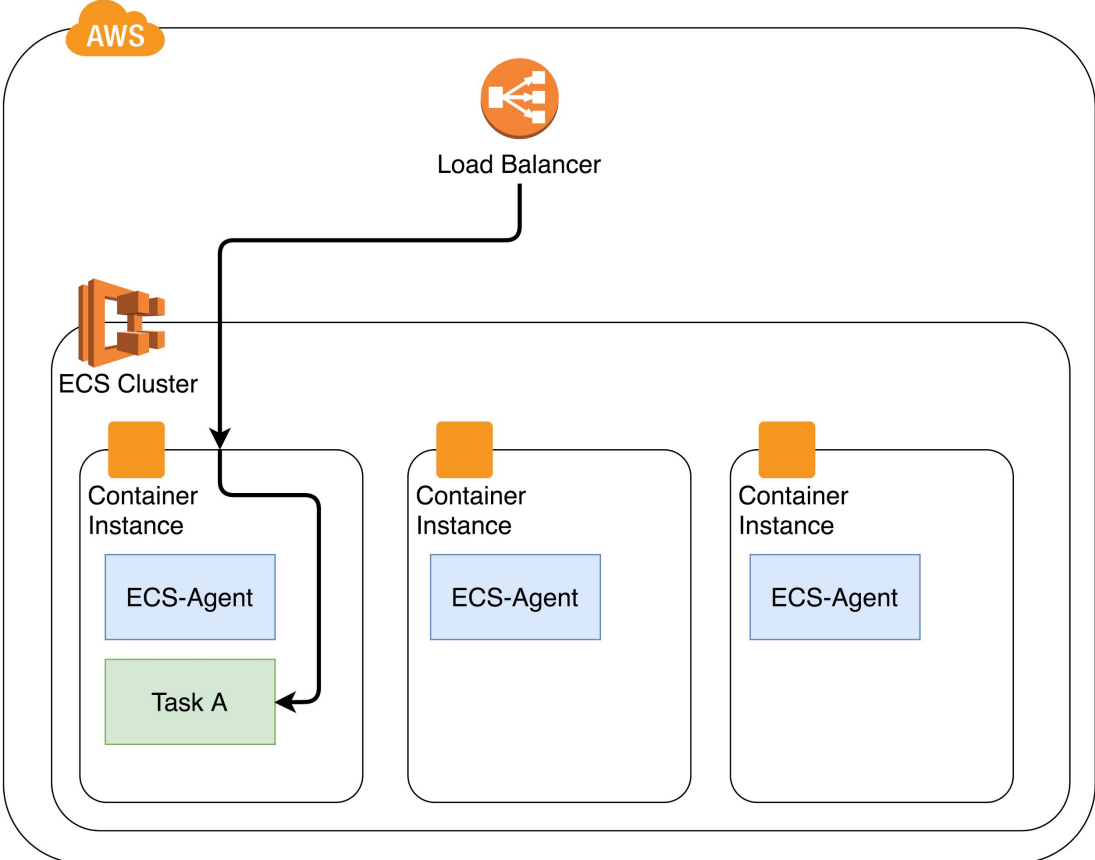 AWS
Load Balancer
ECS Cluster
Container
Instance
ECS-Agent
Task A
Container
Instance
ECS-Agent
Container
Instance
ECS-Agent